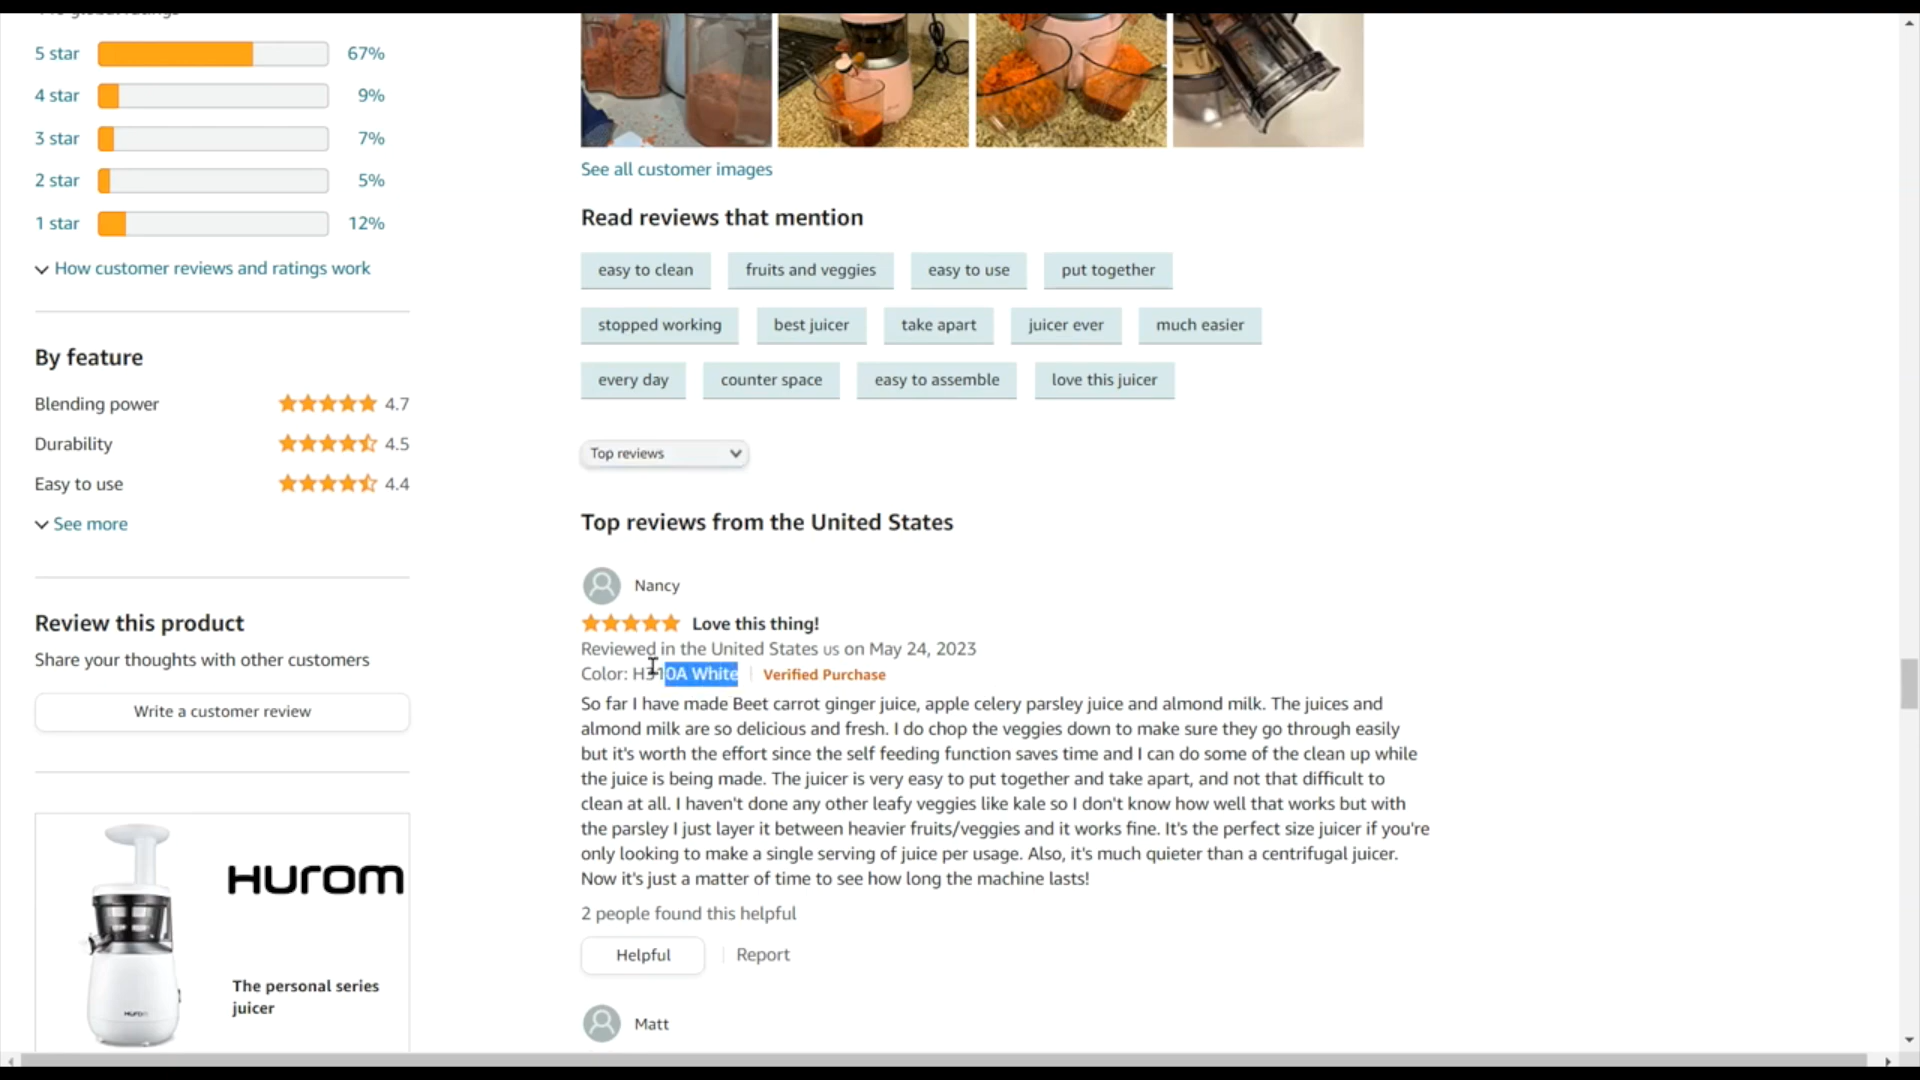 5 star 67%
4 star 9%
3 star 7%
2 star 5%
1 star 12%
How customer reviews and ratings work
By feature
Blending power 4.7
Durability 4.5
Easy to use 4.4
See more
Review this product
Share your thoughts with other customers
Write a customer review
HUROM
The personal series
juicer
HUROM
See all customer images
Read reviews that mention
easy to clean fruits and veggies easy to use put together
stopped working best juicer take apart juicer ever much easier
every day counter space easy to assemble love this juicer
Top reviews
Top reviews from the United States
Nancy
Love this thing!
Reviewed in the United States us on May 24, 2023
Color: H310A White | Verified Purchase
So far I have made Beet carrot ginger juice, apple celery parsley juice and almond milk. The juices and
almond milk are so delicious and fresh. I do chop the veggies down to make sure they go through easily
but it's worth the effort since the self feeding function saves time and I can do some of the clean up while
the juice is being made. The juicer is very easy to put together and take apart, and not that difficult to
clean at all. I haven't done any other leafy veggies like kale so I don't know how well that works but with
the parsley I just layer it between heavier fruits/veggies and it works fine. It's the perfect size juicer if you're
only looking to make a single serving of juice per usage. Also, it's much quieter than a centrifugal juicer.
Now it's just a matter of time to see how long the machine lasts!
2 people found this helpful
Helpful | Report
Matt